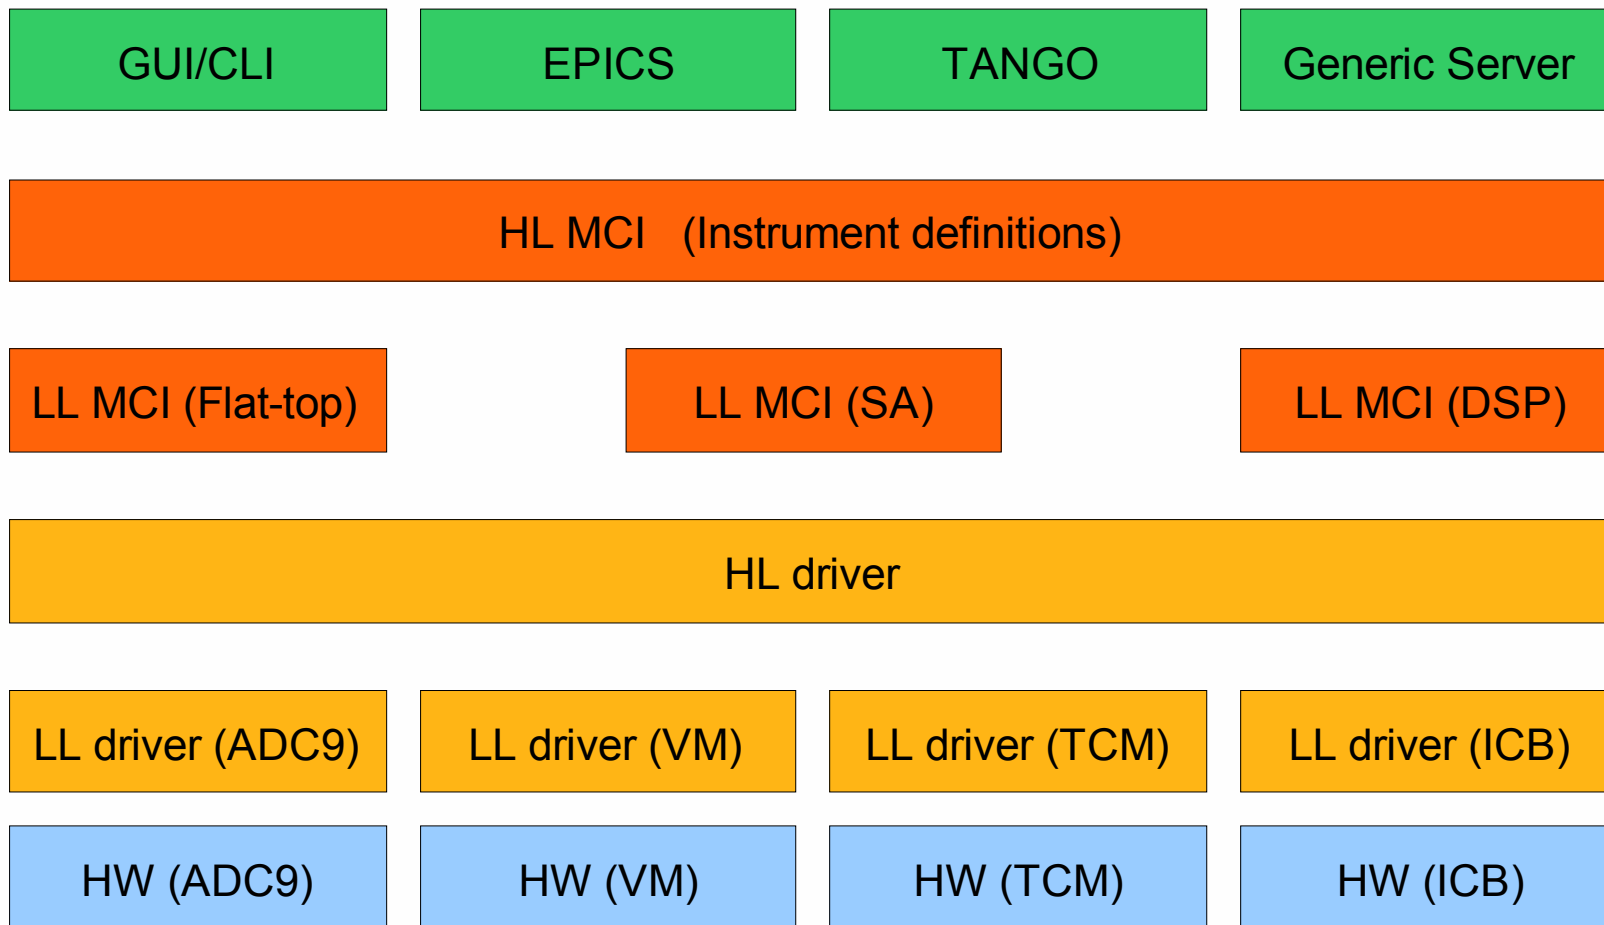 GUI/CLI
EPICS
TANGO
Generic Server
HL MCI (Instrument definitions)
LL MCI (Flat-top)
LL MCI (SA)
LL MCI (DSP)
HL driver
LL driver (ADC9)
LL driver (VM)
LL driver (TCM)
LL driver (ICB)
HW (ADC9)
HW (VM)
HW (TCM)
HW (ICB)